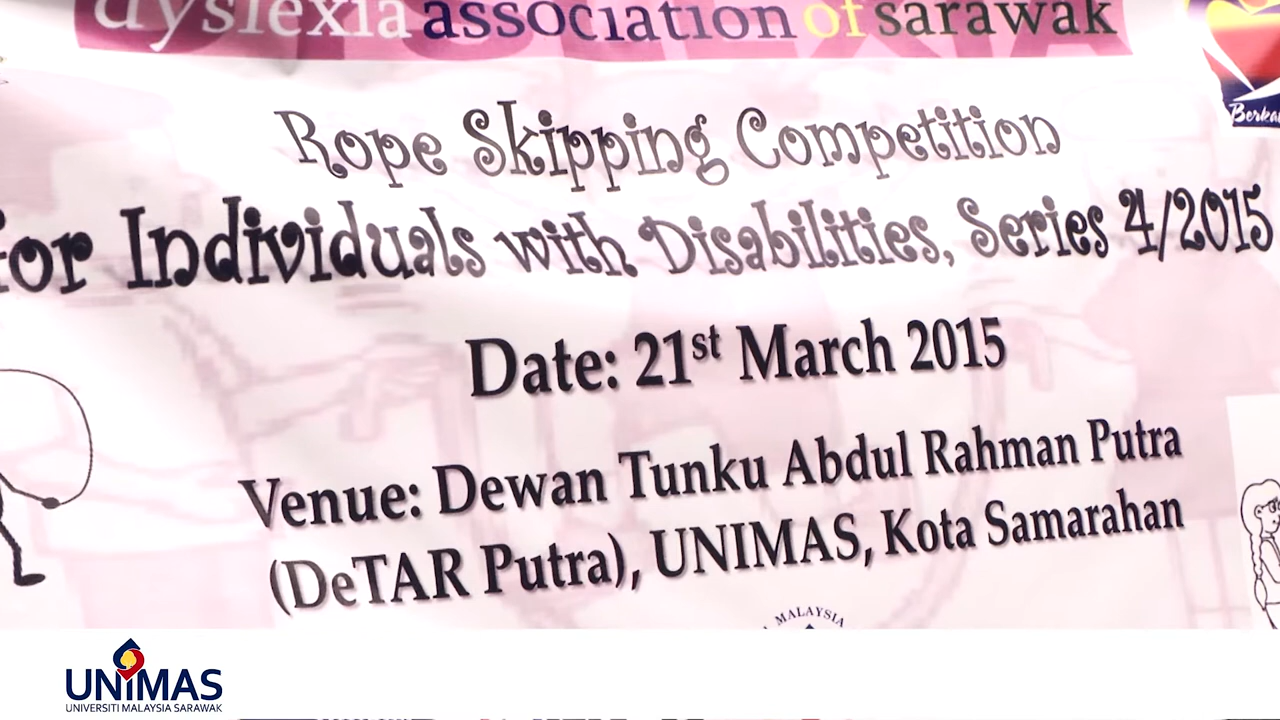 dyslexia association of sarawak
Rope Skipping Competition
for Individuals with Disabilities, Series 4/2015
Date: 21st March 2015
Venue: Dewan Tunku Abdul Rahman Putra
(DeTAR Putra), UNIMAS, Kota Samarahan
MALAYSIA
UNIMAS
UNIVERSITI MALAYSIA SARAWAK